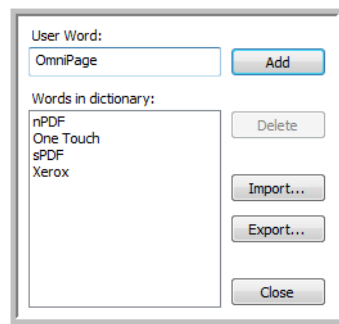 User Word:
OmniPage
Add
Words in dictionary:
nPDF
One Touch
sPDF
Xerox
Delete
Import...
Export...
Close